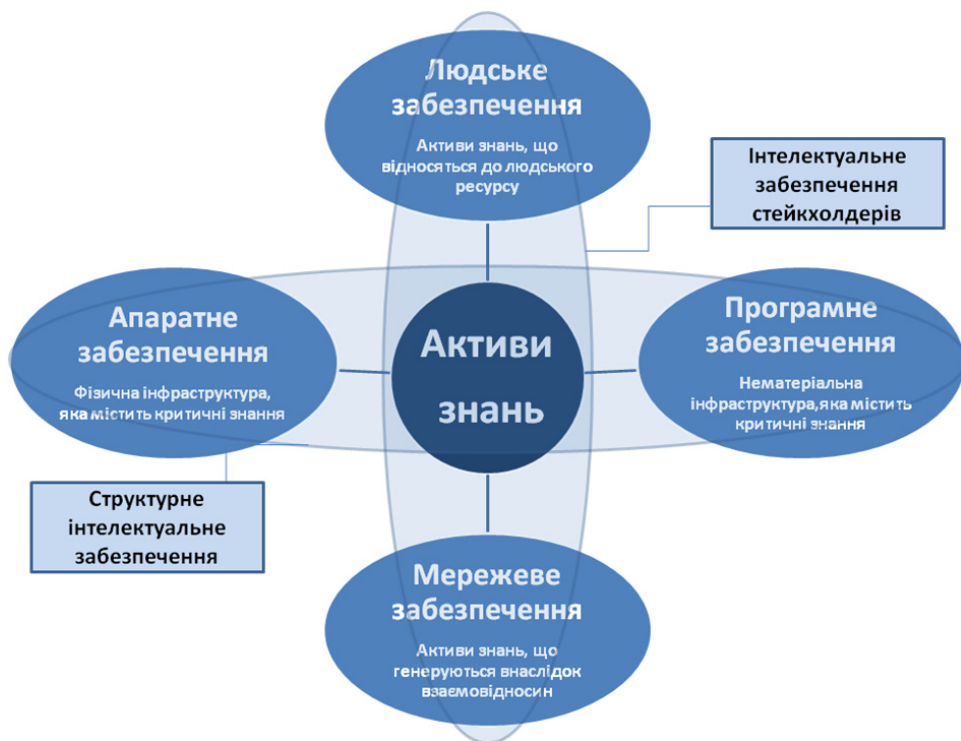 Людське
забезпечення
Активи знань, що
відносяться до людського
ресурсу
Інтелектуальне
забезпечення
стейкхолдерів
Апаратне
забезпечення
Фізична інфраструктура,
яка містить критичні знання
Активи
знань
Програмне
забезпечення
Нематеріальна
інфраструктура,яка містить
критичні знання
Структурне
інтелектуальне
забезпечення
Мережеве
забезпечення
Активи знань, що
генеруються внаслідок
взаємовідносин